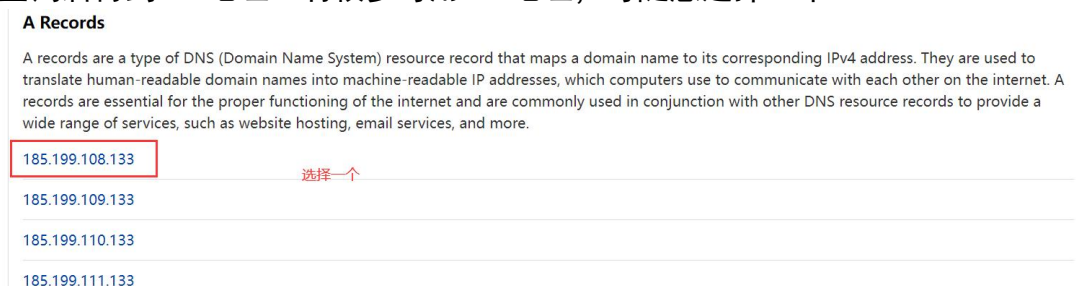 A Records
A records are a type of DNS (Domain Name System) resource record that maps a domain name to its corresponding IPv4 address. They are used to
translate human-readable domain names into machine-readable IP addresses, which computers use to communicate with each other on the internet. A
records are essential for the proper functioning of the internet and are commonly used in conjunction with other DNS resource records to provide a
wide range of services, such as website hosting, email services, and more.
185.199.108.133
选择一个
185.199.109.133
185.199.110.133
185.199.111.133